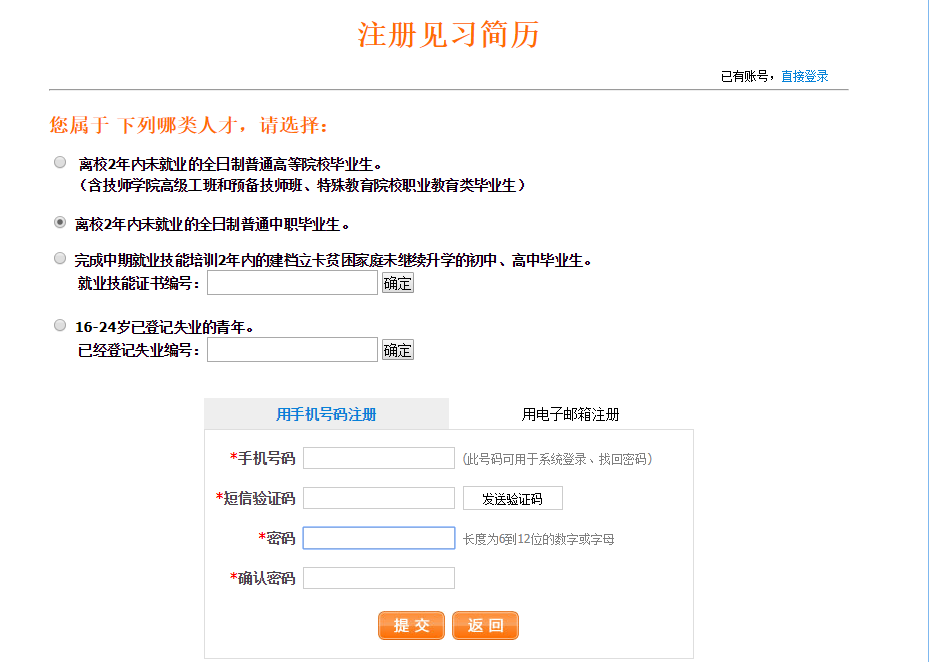 注册见习简历
已有账号，直接登录
您属于 下列哪类人才，请选择：
离校2年内未就业的全日制普通高等院校毕业生。
（含技师学院高级工班和预备技师班、特殊教育院校职业教育类毕业生）
离校2年内未就业的全日制普通中职毕业生。
完成中期就业技能培训2年内的建档立卡贫困家庭未继续升学的初中、高中毕业生。
就业技能证书编号： 确定
16-24岁已登记失业的青年。
已经登记失业编号： 确定
用手机号码注册 用电子邮箱注册
*手机号码 (此号码可用于系统登录、找回密码)
*短信验证码 发送验证码
*密码 长度为6到12位的数字或字母
*确认密码
提 交 返 回